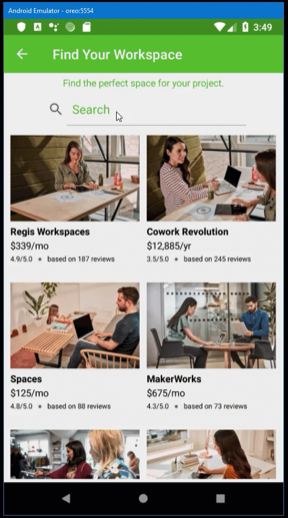 Android Emulator - oreo:5554
3:49
Find Your Workspace
Find the perfect space for your project.
Search
Regis Workspaces
$339/mo
4.9/5.0 • based on 187 reviews
Cowork Revolution
$12,885/yr
3.5/5.0 • based on 245 reviews
Spaces
$125/mo
4.8/5.0 • based on 88 reviews
MakerWorks
$675/mo
4.3/5.0 • based on 73 reviews